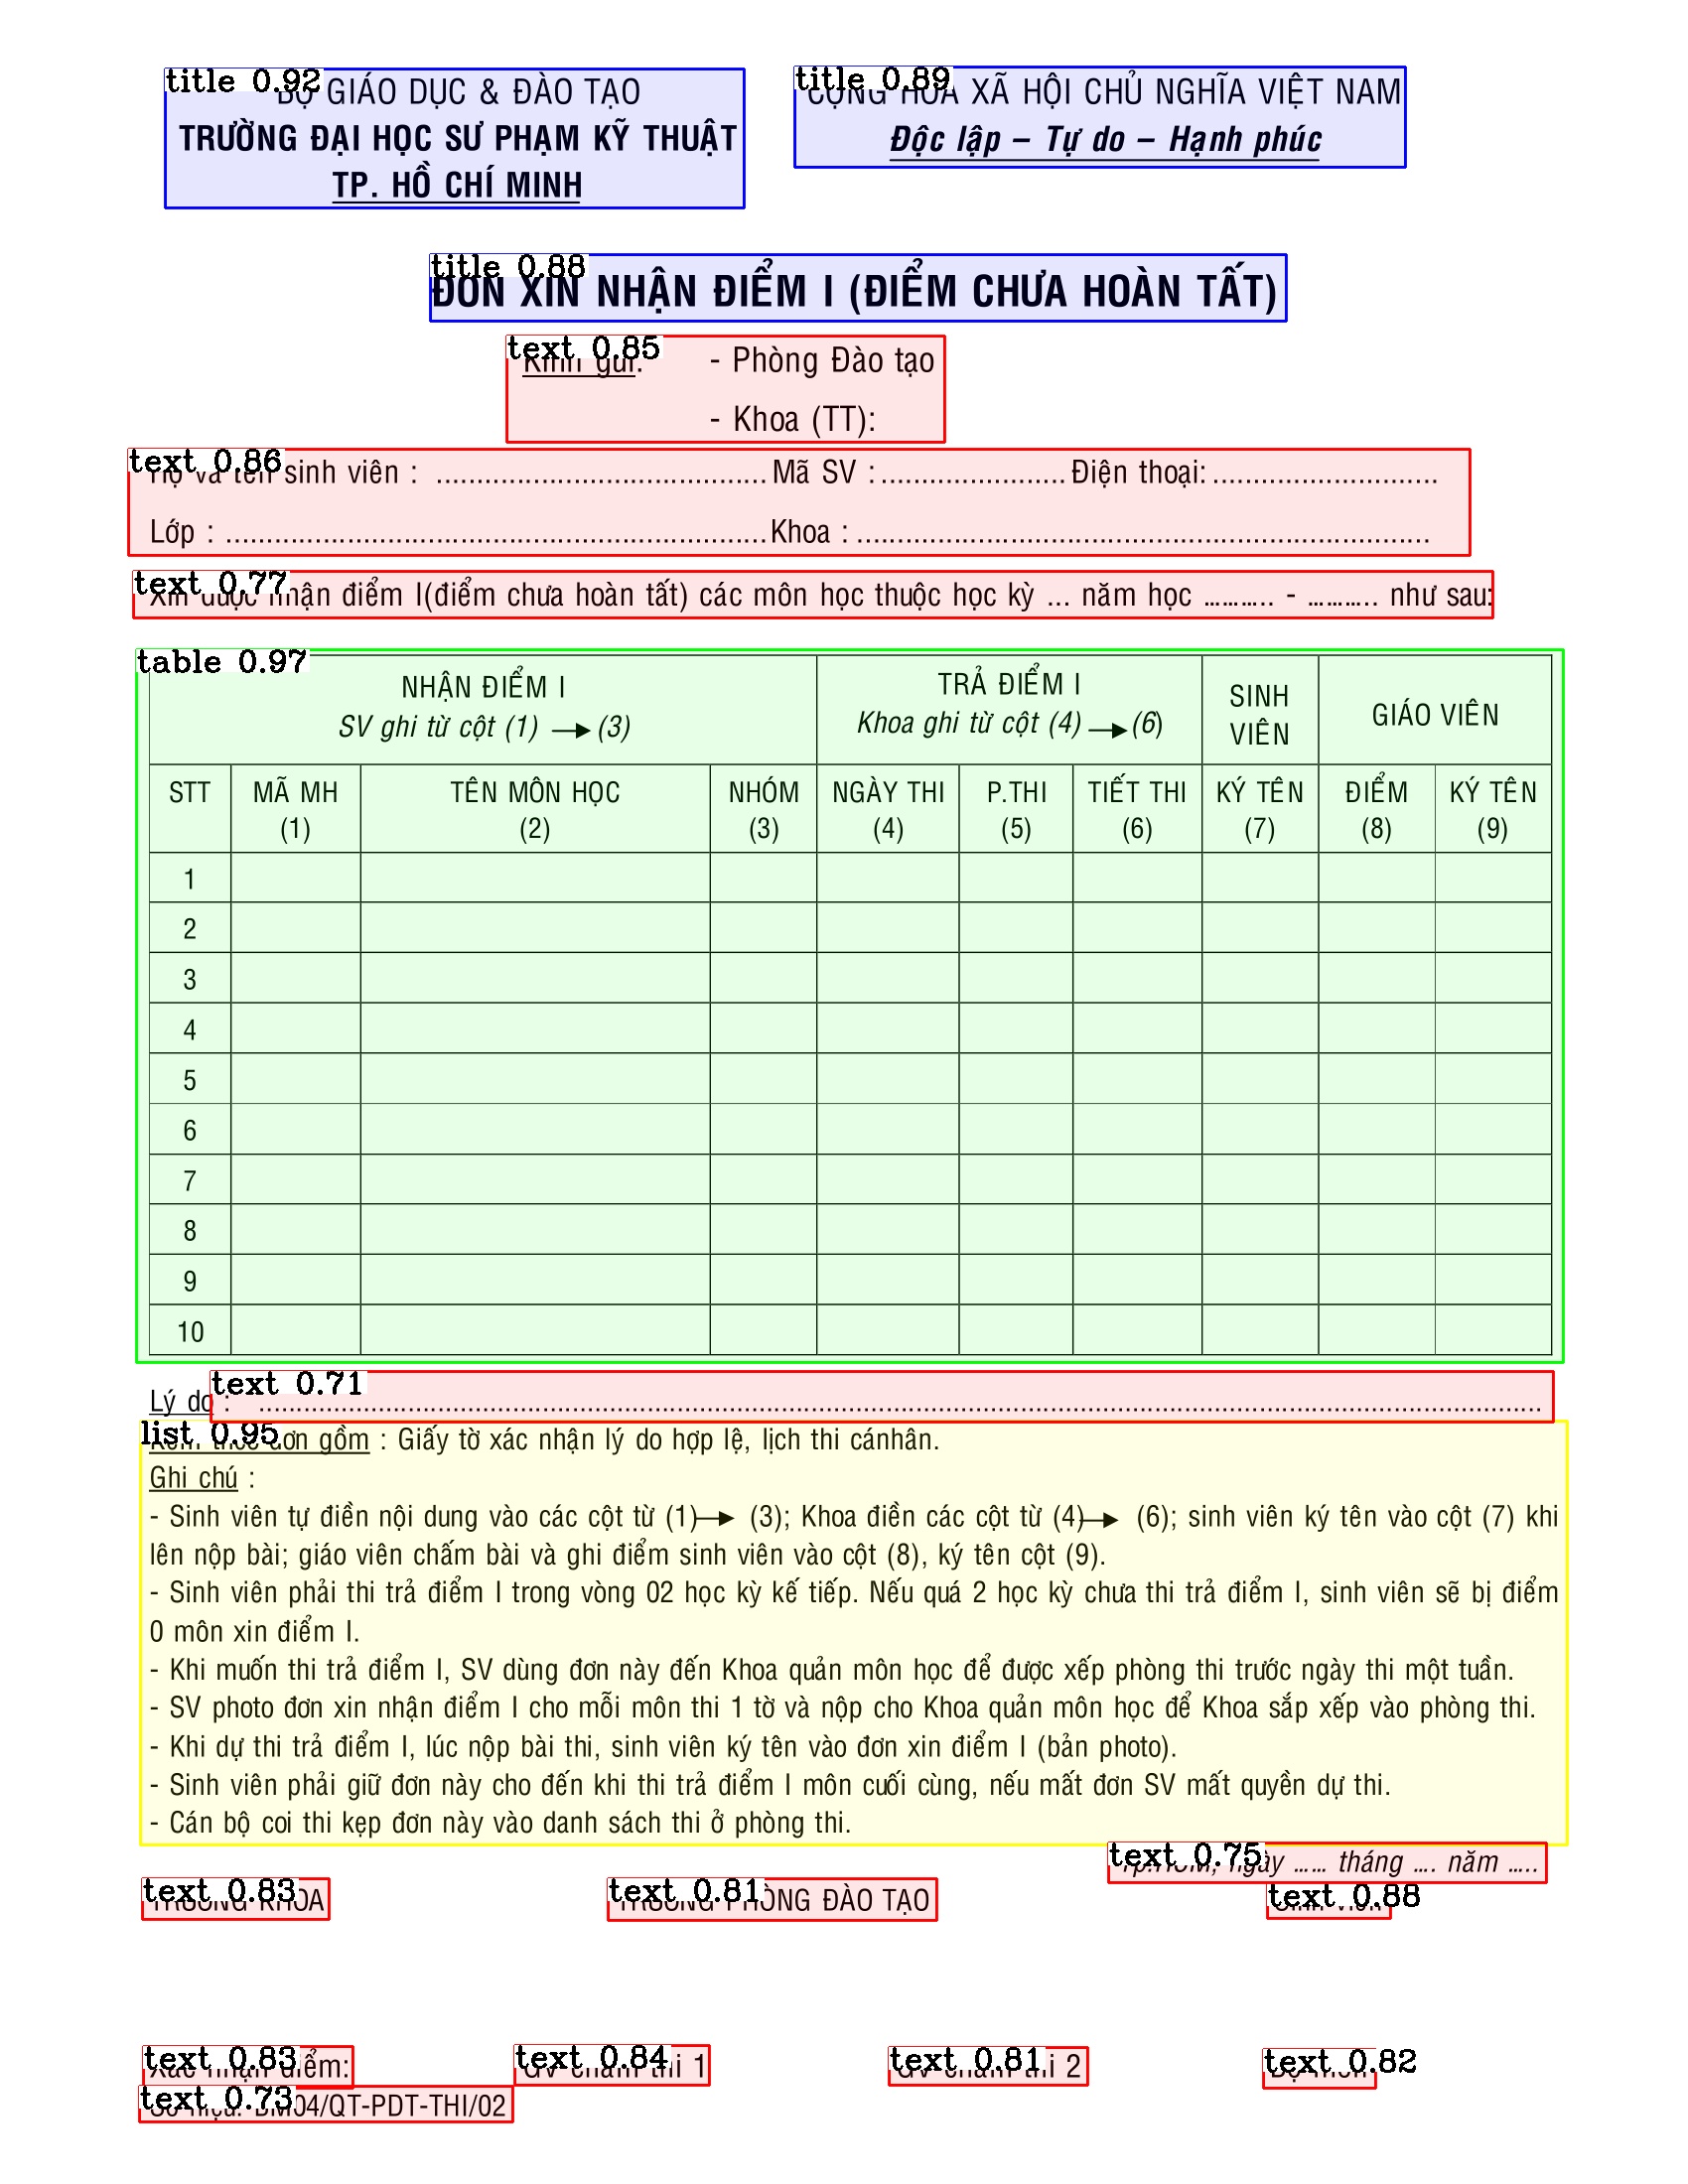 title 0.92 GIÁO DỤC & ĐÀO TẠO
TRƯỜNG ĐẠI HỌC SƯ PHẠM KỸ THUẬT
TP. HỒ CHÍ MINH
title 0.89 XÃ HỘI CHỦ NGHĨA VIỆT NAM
Độc lập – Tự do – Hạnh phúc
title 0.88
ĐƠN XIN NHẬN ĐIỂM I (ĐIỂM CHƯA HOÀN TẤT)
text 0.85 - Phòng Đào tạo
- Khoa (TT):
text 0.86 sinh viên : ........................................ Mã SV : ...................... Điện thoại: ...........................
Lớp : ................................................................. Khoa : .....................................................................
text 0.77 nhận điểm I(điểm chưa hoàn tất) các môn học thuộc học kỳ ... năm học ……….. - ……….. như sau:
table 0.97
NHẬN ĐIỂM I TRẢ ĐIỂM I SINH VIÊN GIÁO VIÊN
SV ghi từ cột (1) → (3) Khoa ghi từ cột (4) → (6)
STT MÃ MH TÊN MÔN HỌC NHÓM NGÀY THI P.THI TIẾT THI KÝ TÊN ĐIỂM KÝ TÊN
(1) (2) (3) (4) (5) (6) (7) (8) (9)
1
2
3
4
5
6
7
8
9
10
text 0.71
Lý do : ................................................................................................................................................
list 0.95 đơn gồm : Giấy tờ xác nhận lý do hợp lệ, lịch thi cánhân.
Ghi chú :
- Sinh viên tự điền nội dung vào các cột từ (1) → (3); Khoa điền các cột từ (4) → (6); sinh viên ký tên vào cột (7) khi
lên nộp bài; giáo viên chấm bài và ghi điểm sinh viên vào cột (8), ký tên cột (9).
- Sinh viên phải thi trả điểm I trong vòng 02 học kỳ kế tiếp. Nếu quá 2 học kỳ chưa thi trả điểm I, sinh viên sẽ bị điểm
0 môn xin điểm I.
- Khi muốn thi trả điểm I, SV dùng đơn này đến Khoa quản môn học để được xếp phòng thi trước ngày thi một tuần.
- SV photo đơn xin nhận điểm I cho mỗi môn thi 1 tờ và nộp cho Khoa quản môn học để Khoa sắp xếp vào phòng thi.
- Khi dự thi trả điểm I, lúc nộp bài thi, sinh viên ký tên vào đơn xin điểm I (bản photo).
- Sinh viên phải giữ đơn này cho đến khi thi trả điểm I môn cuối cùng, nếu mất đơn SV mất quyền dự thi.
- Cán bộ coi thi kẹp đơn này vào danh sách thi ở phòng thi.
text 0.75 ngày …… tháng …. năm …..
text 0.83 KHOA text 0.81 PHÒNG ĐÀO TẠO text 0.88
text 0.83 điểm: text 0.84 thi 1 text 0.81 thi 2 text 0.82
text 0.73 BM04/QT-PDT-THI/02